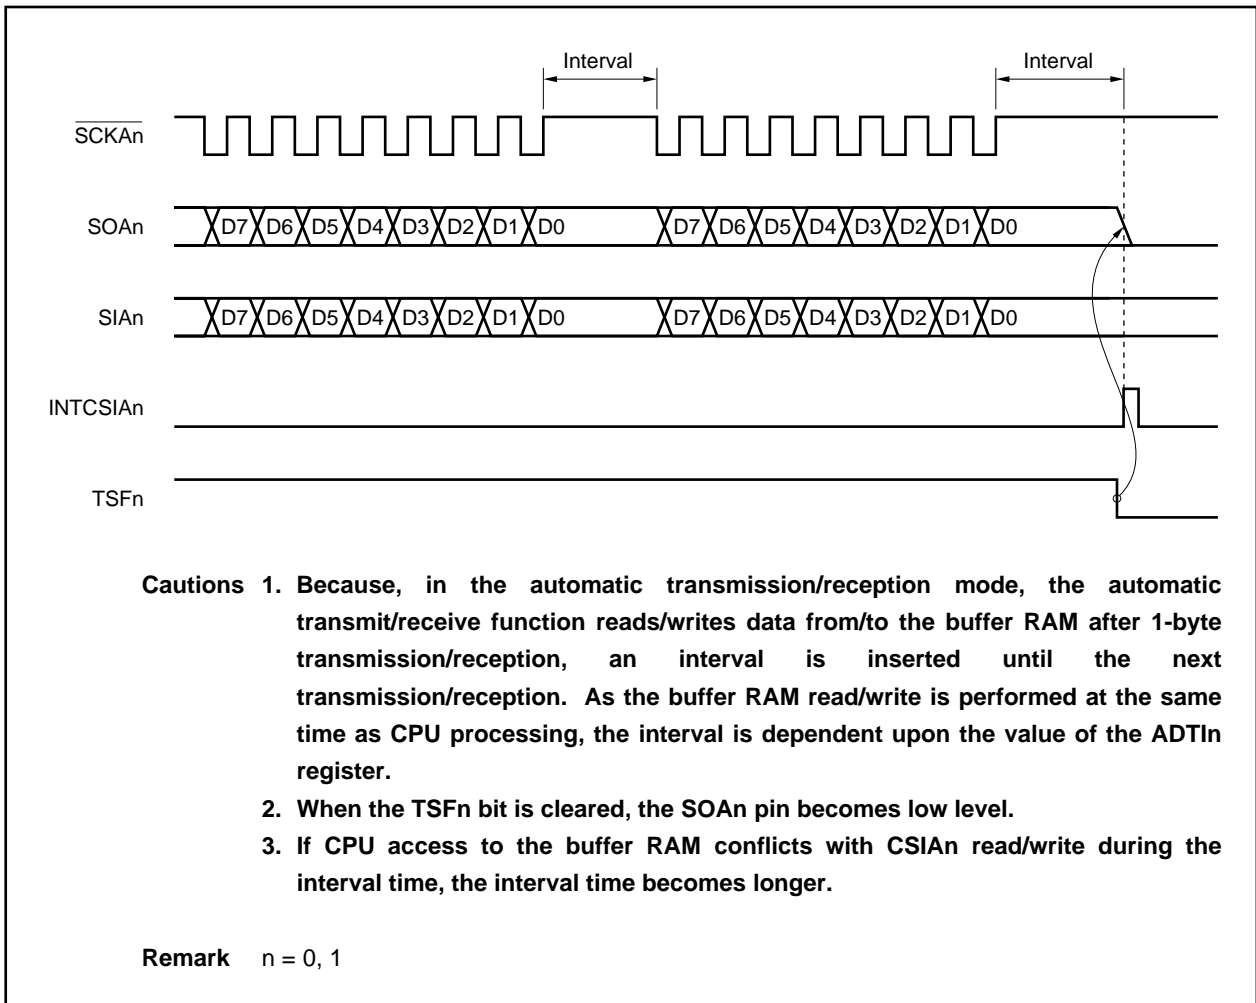 Interval Interval
SCKAn
SOAn D7 D6 D5 D4 D3 D2 D1 D0 D7 D6 D5 D4 D3 D2 D1 D0
SIAn D7 D6 D5 D4 D3 D2 D1 D0 D7 D6 D5 D4 D3 D2 D1 D0
INTCSIAn
TSFn
Cautions 1. Because, in the automatic transmission/reception mode, the automatic
transmit/receive function reads/writes data from/to the buffer RAM after 1-byte
transmission/reception, an interval is inserted until the next
transmission/reception. As the buffer RAM read/write is performed at the same
time as CPU processing, the interval is dependent upon the value of the ADTIn
register.
2. When the TSFn bit is cleared, the SOAn pin becomes low level.
3. If CPU access to the buffer RAM conflicts with CSIAn read/write during the
interval time, the interval time becomes longer.
Remark n = 0, 1